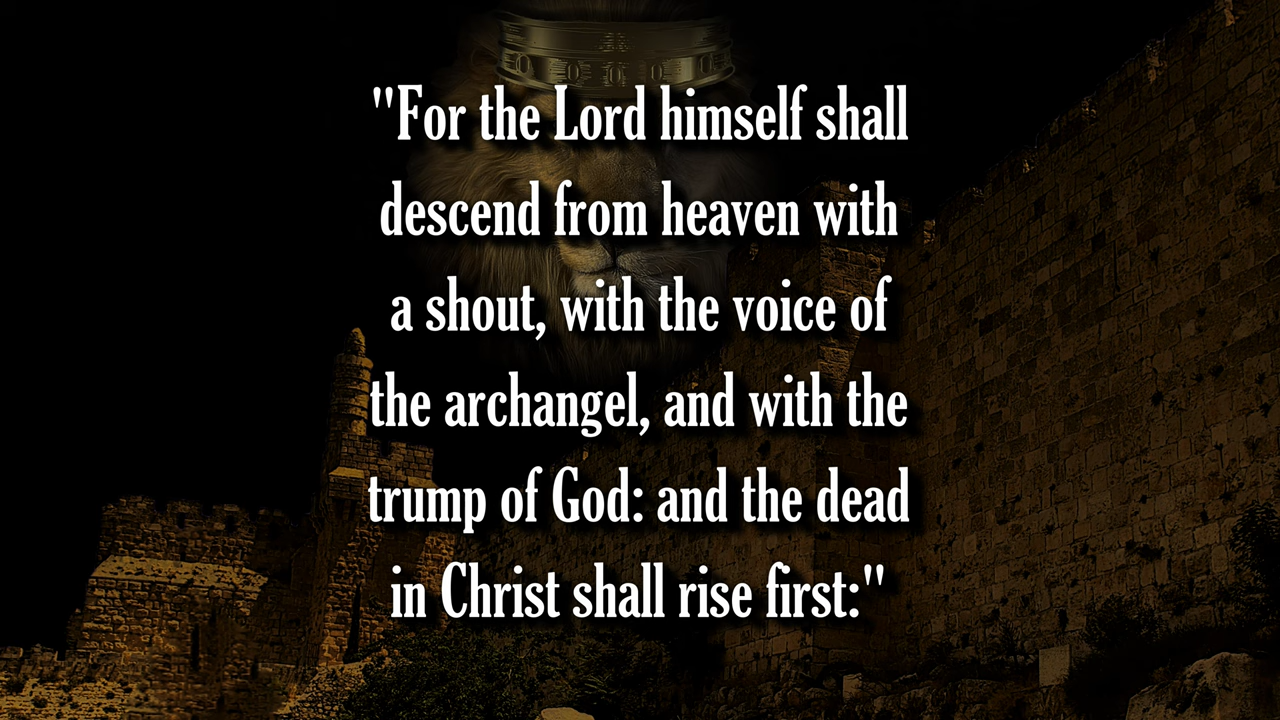 "For the Lord himself shall
descend from heaven with
a shout, with the voice of
the archangel, and with the
trump of God: and the dead
in Christ shall rise first:"